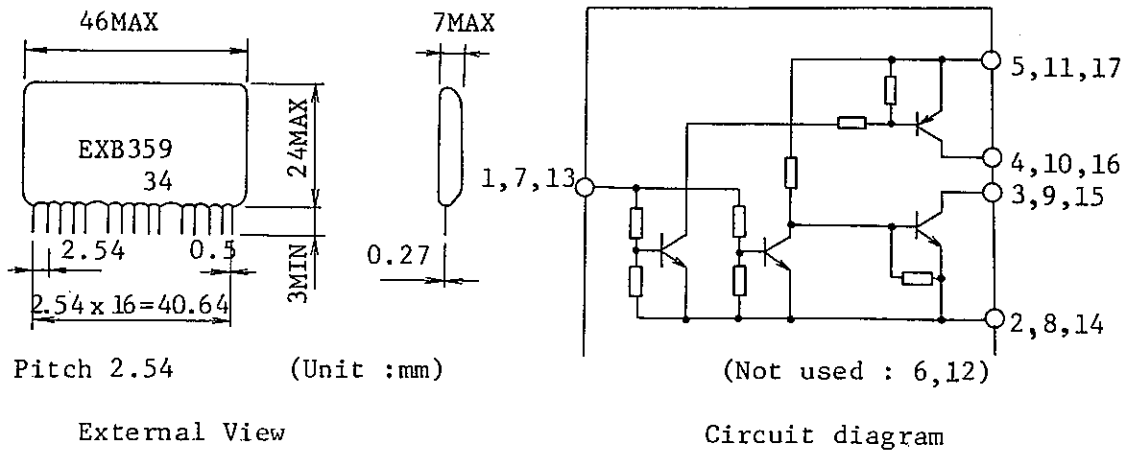 46MAX
7MAX
EXB359
34
24MAX
3MIN
2.54
0.5
2.54 x 16=40.64
0.27
Pitch 2.54
(Unit :mm)
External View
1,7,13
5,11,17
4,10,16
3,9,15
2,8,14
(Not used : 6,12)
Circuit diagram